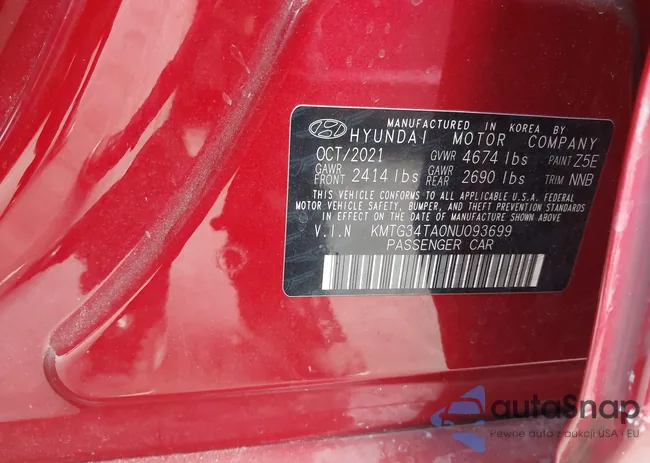 MANUFACTURED IN KOREA BY
HYUNDAI MOTOR COMPANY
OCT/2021 GVWR 4674 lbs PAINT Z5E
GAWR FRONT 2414 lbs GAWR REAR 2690 lbs TRIM NNB
THIS VEHICLE CONFORMS TO ALL APPLICABLE U.S.A. FEDERAL
MOTOR VEHICLE SAFETY, BUMPER, AND THEFT PREVENTION STANDARDS
IN EFFECT ON THE DATE OF MANUFACTURE SHOWN ABOVE.
V.I.N KMTG34TA0NU093699
PASSENGER CAR
autaSnap
Pewne auto z aukcji USA - EU